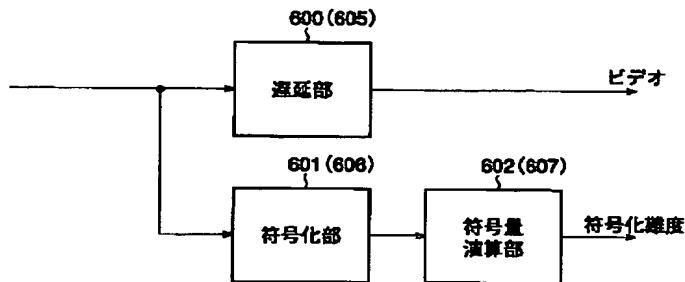 600(605)
遅延部
ビデオ
601(606)
602(607)
符号化部
符号量
演算部
符号化難度